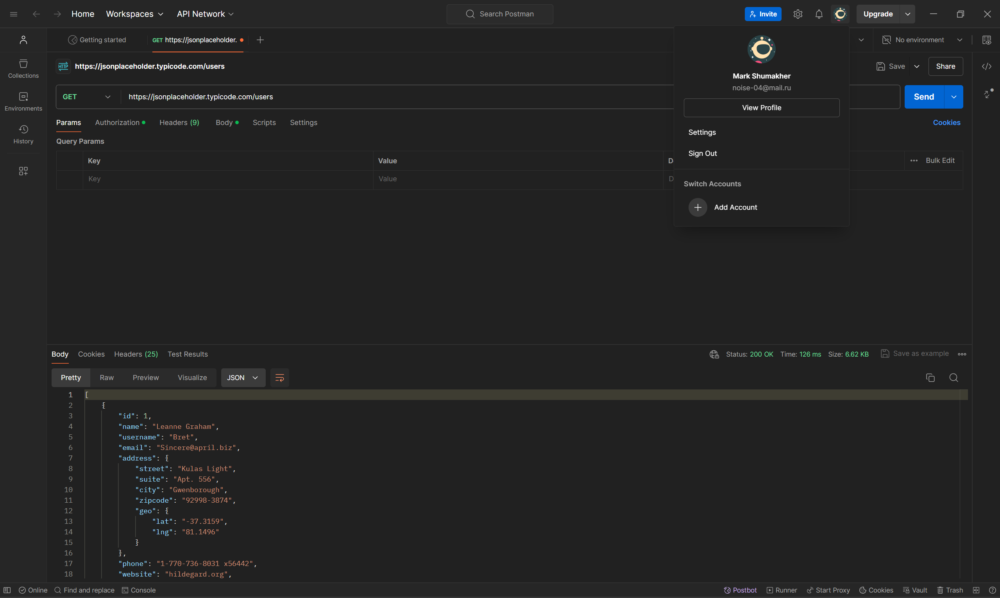 Home Workspaces API Network Search Postman Invite Upgrade
Getting started GET https://jsonplaceholder. No environment
https://jsonplaceholder.typicode.com/users Save Share
GET https://jsonplaceholder.typicode.com/users Send
Params Authorization Headers (9) Body Scripts Settings Cookies
Query Params
Key Value D Bulk Edit
Key Value D
Collections
Environments
History
Mark Shumakher
noise-04@mail.ru
View Profile
Settings
Sign Out
Switch Accounts
Add Account
Body Cookies Headers (25) Test Results Status: 200 OK Time: 126 ms Size: 6.62 KB Save as example
Pretty Raw Preview Visualize JSON
1 [
2 {
3 "id": 1,
4 "name": "Leanne Graham",
5 "username": "Bret",
6 "email": "Sincere@april.biz",
7 "address": {
8 "street": "Kulas Light",
9 "suite": "Apt. 556",
10 "city": "Gwenborough",
11 "zipcode": "92998-3874",
12 "geo": {
13 "lat": "-37.3159",
14 "lng": "81.1496"
15 }
16 },
17 "phone": "1-770-736-8031 x56442",
18 "website": "hildegard.org",
Online Find and replace Console Postbot Runner Start Proxy Cookies Vault Trash